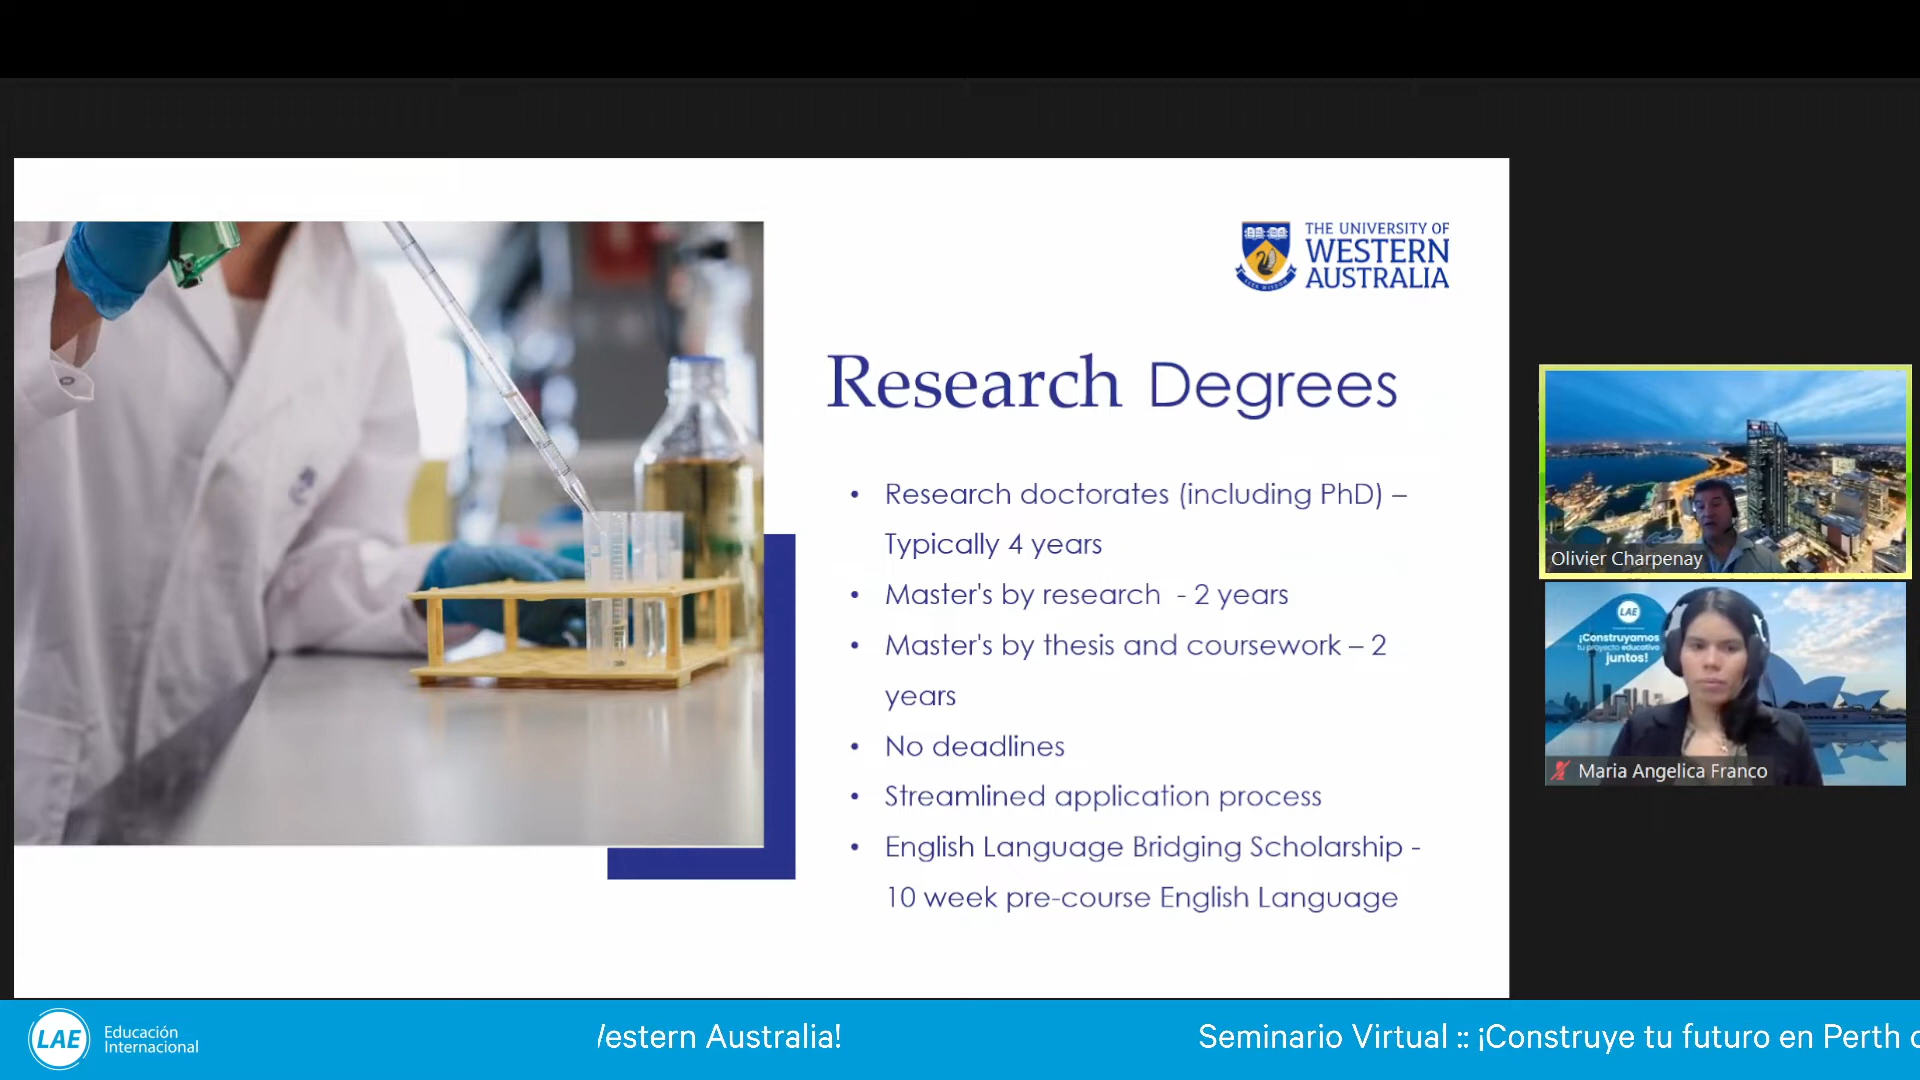 THE UNIVERSITY OF
WESTERN
AUSTRALIA
Research Degrees
• Research doctorates (including PhD) –
Typically 4 years
• Master's by research - 2 years
• Master's by thesis and coursework – 2
years
• No deadlines
• Streamlined application process
• English Language Bridging Scholarship -
10 week pre-course English Language
Olivier Charpenay
LAE
¡Construyamos
tu proyecto educativo
juntos!
Maria Angelica Franco
LAE
Educación
Internacional
estern Australia!
Seminario Virtual :: ¡Construye tu futuro en Perth